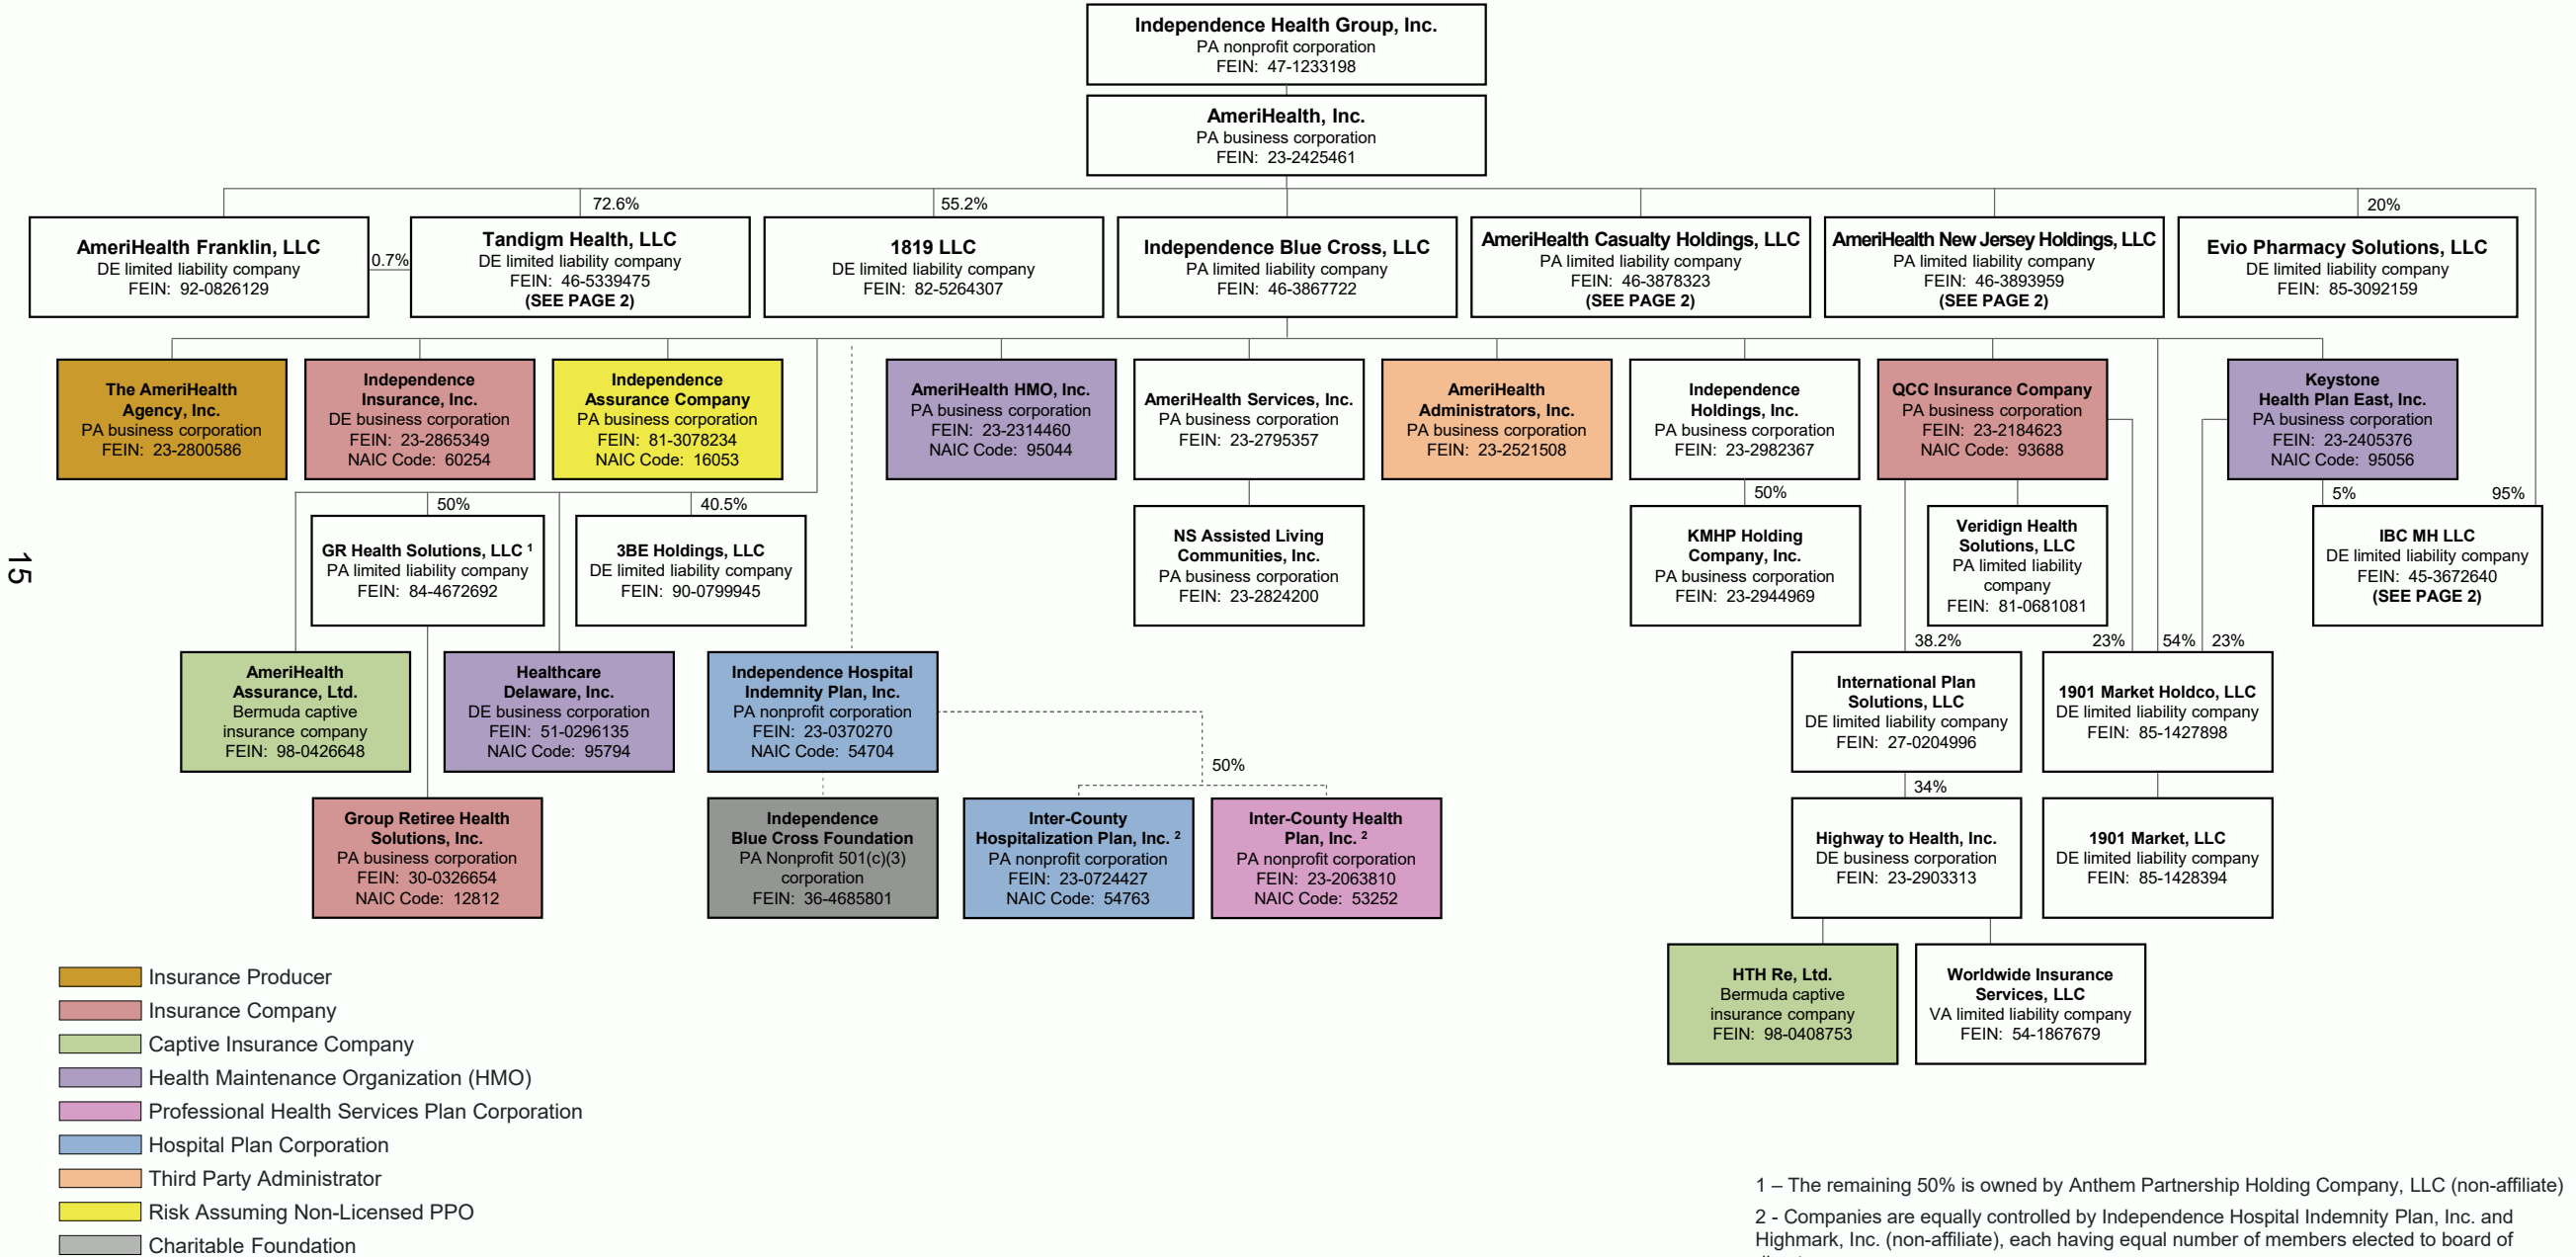 Independence Health Group, Inc.
PA nonprofit corporation
FEIN: 47-1233198
AmeriHealth, Inc.
PA business corporation
FEIN: 23-2425461
72.6%
55.2%
20%
AmeriHealth Franklin, LLC
DE limited liability company
FEIN: 92-0826129
0.7%
Tandigm Health, LLC
DE limited liability company
FEIN: 46-5339475
(SEE PAGE 2)
1819 LLC
DE limited liability company
FEIN: 82-5264307
Independence Blue Cross, LLC
PA limited liability company
FEIN: 46-3867722
AmeriHealth Casualty Holdings, LLC
PA limited liability company
FEIN: 46-3878323
(SEE PAGE 2)
AmeriHealth New Jersey Holdings, LLC
PA limited liability company
FEIN: 46-3893959
(SEE PAGE 2)
Evio Pharmacy Solutions, LLC
DE limited liability company
FEIN: 85-3092159
The AmeriHealth
Agency, Inc.
PA business corporation
FEIN: 23-2800586
Independence
Insurance, Inc.
DE business corporation
FEIN: 23-2865349
NAIC Code: 60254
Independence
Assurance Company
PA business corporation
FEIN: 81-3078234
NAIC Code: 16053
AmeriHealth HMO, Inc.
PA business corporation
FEIN: 23-2314460
NAIC Code: 95044
AmeriHealth Services, Inc.
PA business corporation
FEIN: 23-2795357
AmeriHealth
Administrators, Inc.
PA business corporation
FEIN: 23-2521508
Independence
Holdings, Inc.
PA business corporation
FEIN: 23-2982367
QCC Insurance Company
PA business corporation
FEIN: 23-2184623
NAIC Code: 93688
Keystone
Health Plan East, Inc.
PA business corporation
FEIN: 23-2405376
NAIC Code: 95056
50%
40.5%
50%
5%
95%
GR Health Solutions, LLC ¹
PA limited liability company
FEIN: 84-4672692
3BE Holdings, LLC
DE limited liability company
FEIN: 90-0799945
NS Assisted Living
Communities, Inc.
PA business corporation
FEIN: 23-2824200
KMHP Holding
Company, Inc.
PA business corporation
FEIN: 23-2944969
Veridign Health
Solutions, LLC
PA limited liability
company
FEIN: 81-0681081
IBC MH LLC
DE limited liability company
FEIN: 45-3672640
(SEE PAGE 2)
15
38.2%
23%
54%
23%
AmeriHealth
Assurance, Ltd.
Bermuda captive
insurance company
FEIN: 98-0426648
Healthcare
Delaware, Inc.
DE business corporation
FEIN: 51-0296135
NAIC Code: 95794
Independence Hospital
Indemnity Plan, Inc.
PA nonprofit corporation
FEIN: 23-0370270
NAIC Code: 54704
International Plan
Solutions, LLC
DE limited liability company
FEIN: 27-0204996
1901 Market Holdco, LLC
DE limited liability company
FEIN: 85-1427898
50%
34%
Group Retiree Health
Solutions, Inc.
PA business corporation
FEIN: 30-0326654
NAIC Code: 12812
Independence
Blue Cross Foundation
PA Nonprofit 501(c)(3)
corporation
FEIN: 36-4685801
Inter-County
Hospitalization Plan, Inc. ²
PA nonprofit corporation
FEIN: 23-0724427
NAIC Code: 54763
Inter-County Health
Plan, Inc. ²
PA nonprofit corporation
FEIN: 23-2063810
NAIC Code: 53252
Highway to Health, Inc.
DE business corporation
FEIN: 23-2903313
1901 Market, LLC
DE limited liability company
FEIN: 85-1428394
HTH Re, Ltd.
Bermuda captive
insurance company
FEIN: 98-0408753
Worldwide Insurance
Services, LLC
VA limited liability company
FEIN: 54-1867679
Insurance Producer
Insurance Company
Captive Insurance Company
Health Maintenance Organization (HMO)
Professional Health Services Plan Corporation
Hospital Plan Corporation
Third Party Administrator
Risk Assuming Non-Licensed PPO
Charitable Foundation
1 – The remaining 50% is owned by Anthem Partnership Holding Company, LLC (non-affiliate)
2 - Companies are equally controlled by Independence Hospital Indemnity Plan, Inc. and
Highmark, Inc. (non-affiliate), each having equal number of members elected to board of